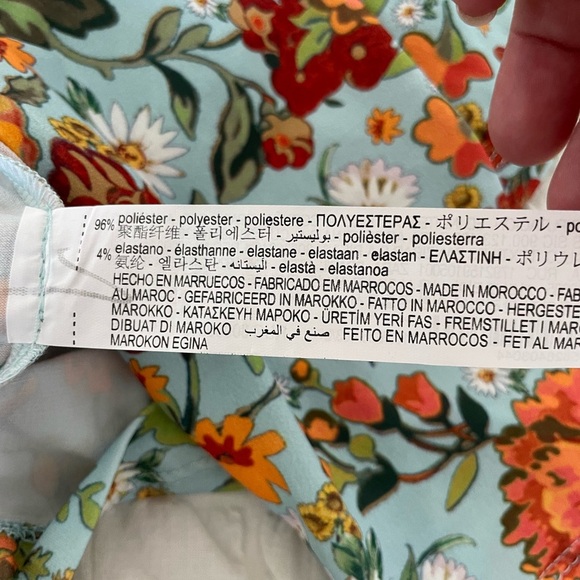 96% poliéster - polyester - poliestere - ΠΟΛΥΕΣΤΕΡΑΣ - ポリエステル - po
聚酯纤维 - 폴리에스터 - بوليستير - polièster - poliesterra
4% elastano - élasthanne - elastane - elastaan - elastan - ΕΛΑΣΤΙΝΗ - ポリウレ
氨纶 - 엘라스탄 - اليستانه - elastà - elastanoa
HECHO EN MARRUECOS - FABRICADO EM MARROCOS - MADE IN MOROCCO - FAB
AU MAROC - GEFABRICEERD IN MAROKKO - FATTO IN MAROCCO - HERGESTE
MAROKKO - ΚΑΤΑΣΚΕΥΗ ΜΑΡΟΚΟ - ÜRETİM YERİ FAS - FREMSTILLET I MAR
DIBUAT DI MAROKO صنع في المغرب FEITO EN MARROCOS - FET AL MAR
MAROKON EGINA